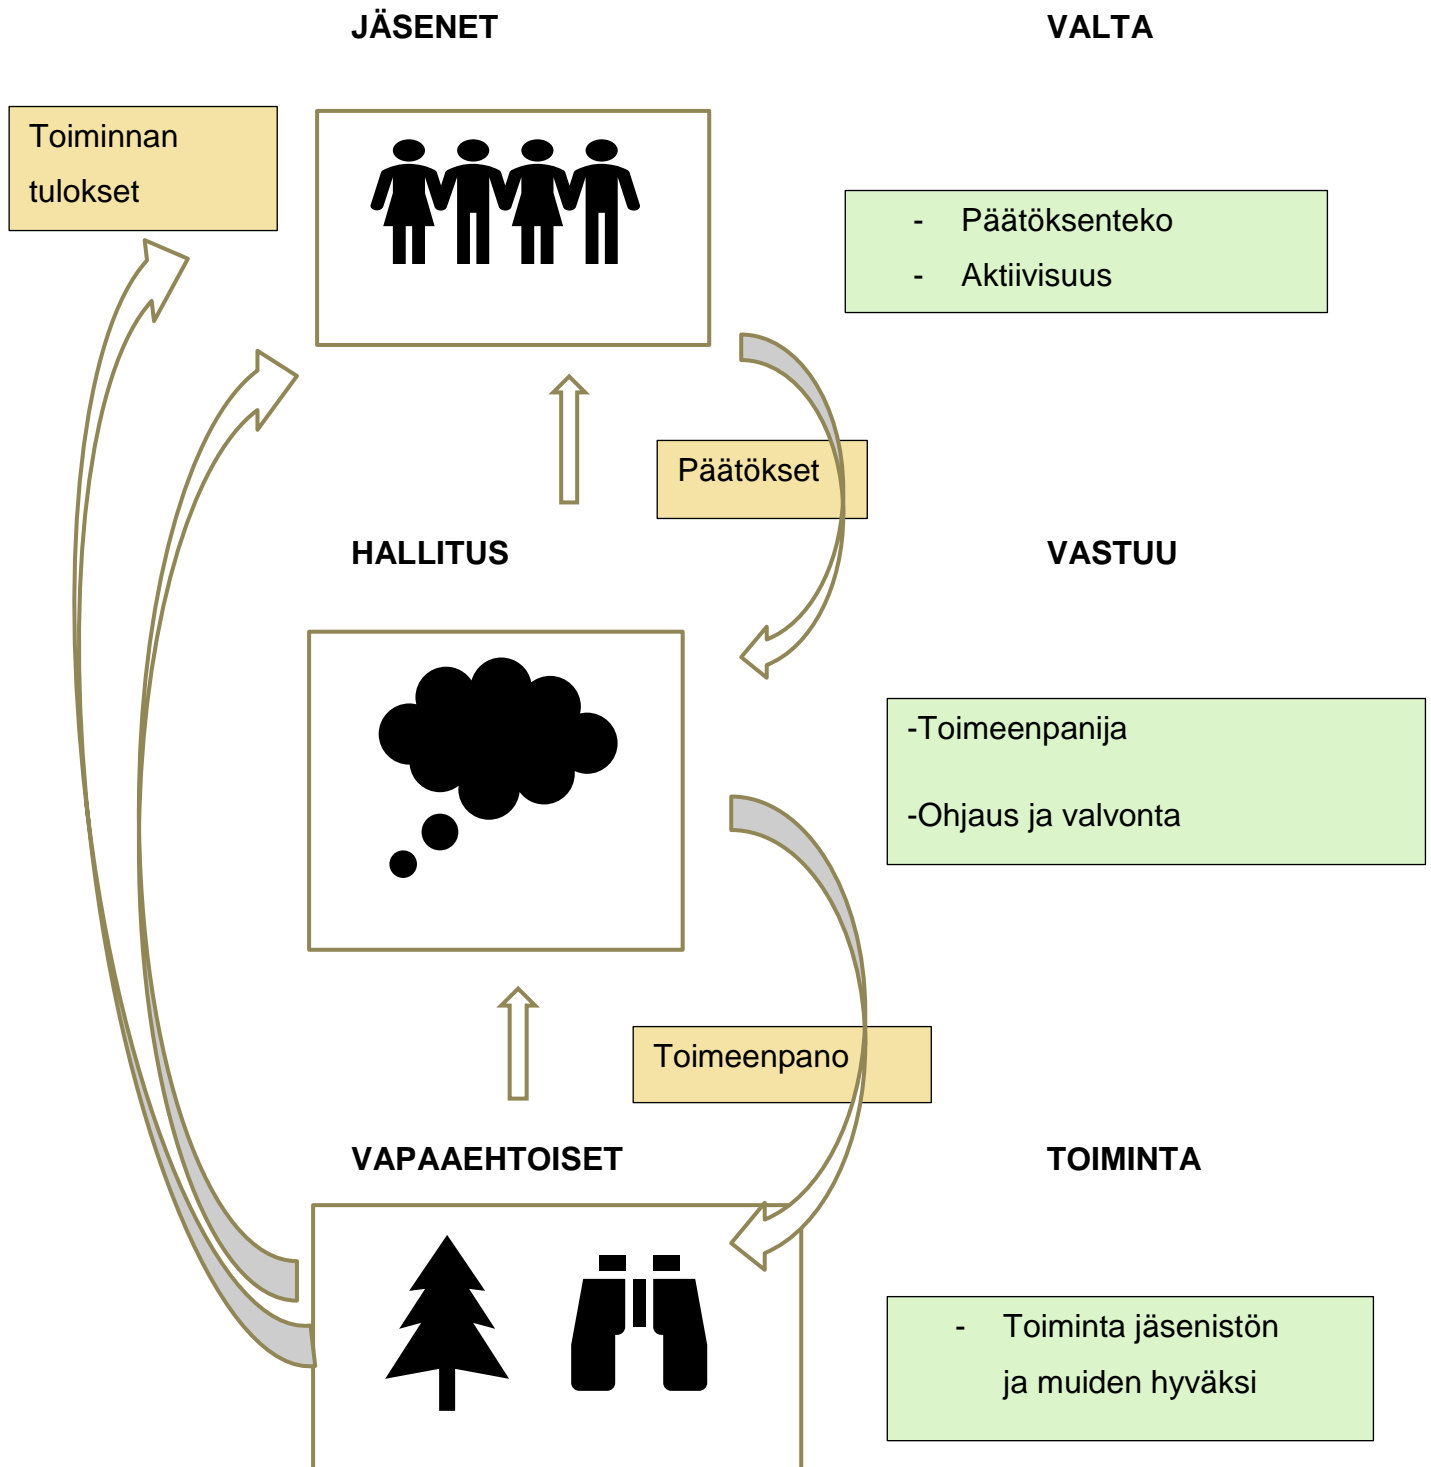 JÄSENET
VALTA
Toiminnan
tulokset
- Päätöksenteko
- Aktiivisuus
Päätökset
HALLITUS
VASTUU
-Toimeenpanija
-Ohjaus ja valvonta
Toimeenpano
VAPAAEHTOISET
TOIMINTA
- Toiminta jäsenistön
ja muiden hyväksi